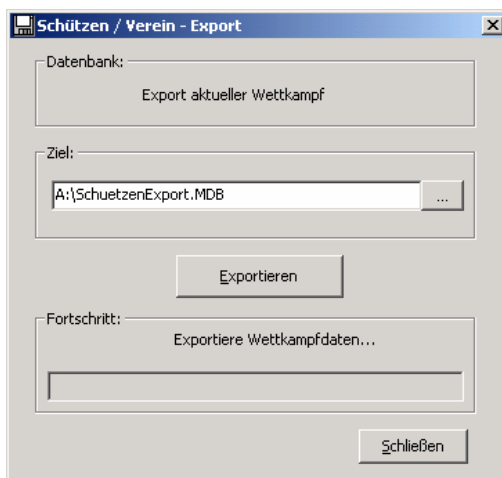 Schützen / Verein - Export
Datenbank:
Export aktueller Wettkampf
Ziel:
A:\SchuetzenExport.MDB
...
Exportieren
Fortschritt:
Exportiere Wettkampfdaten...
Schließen